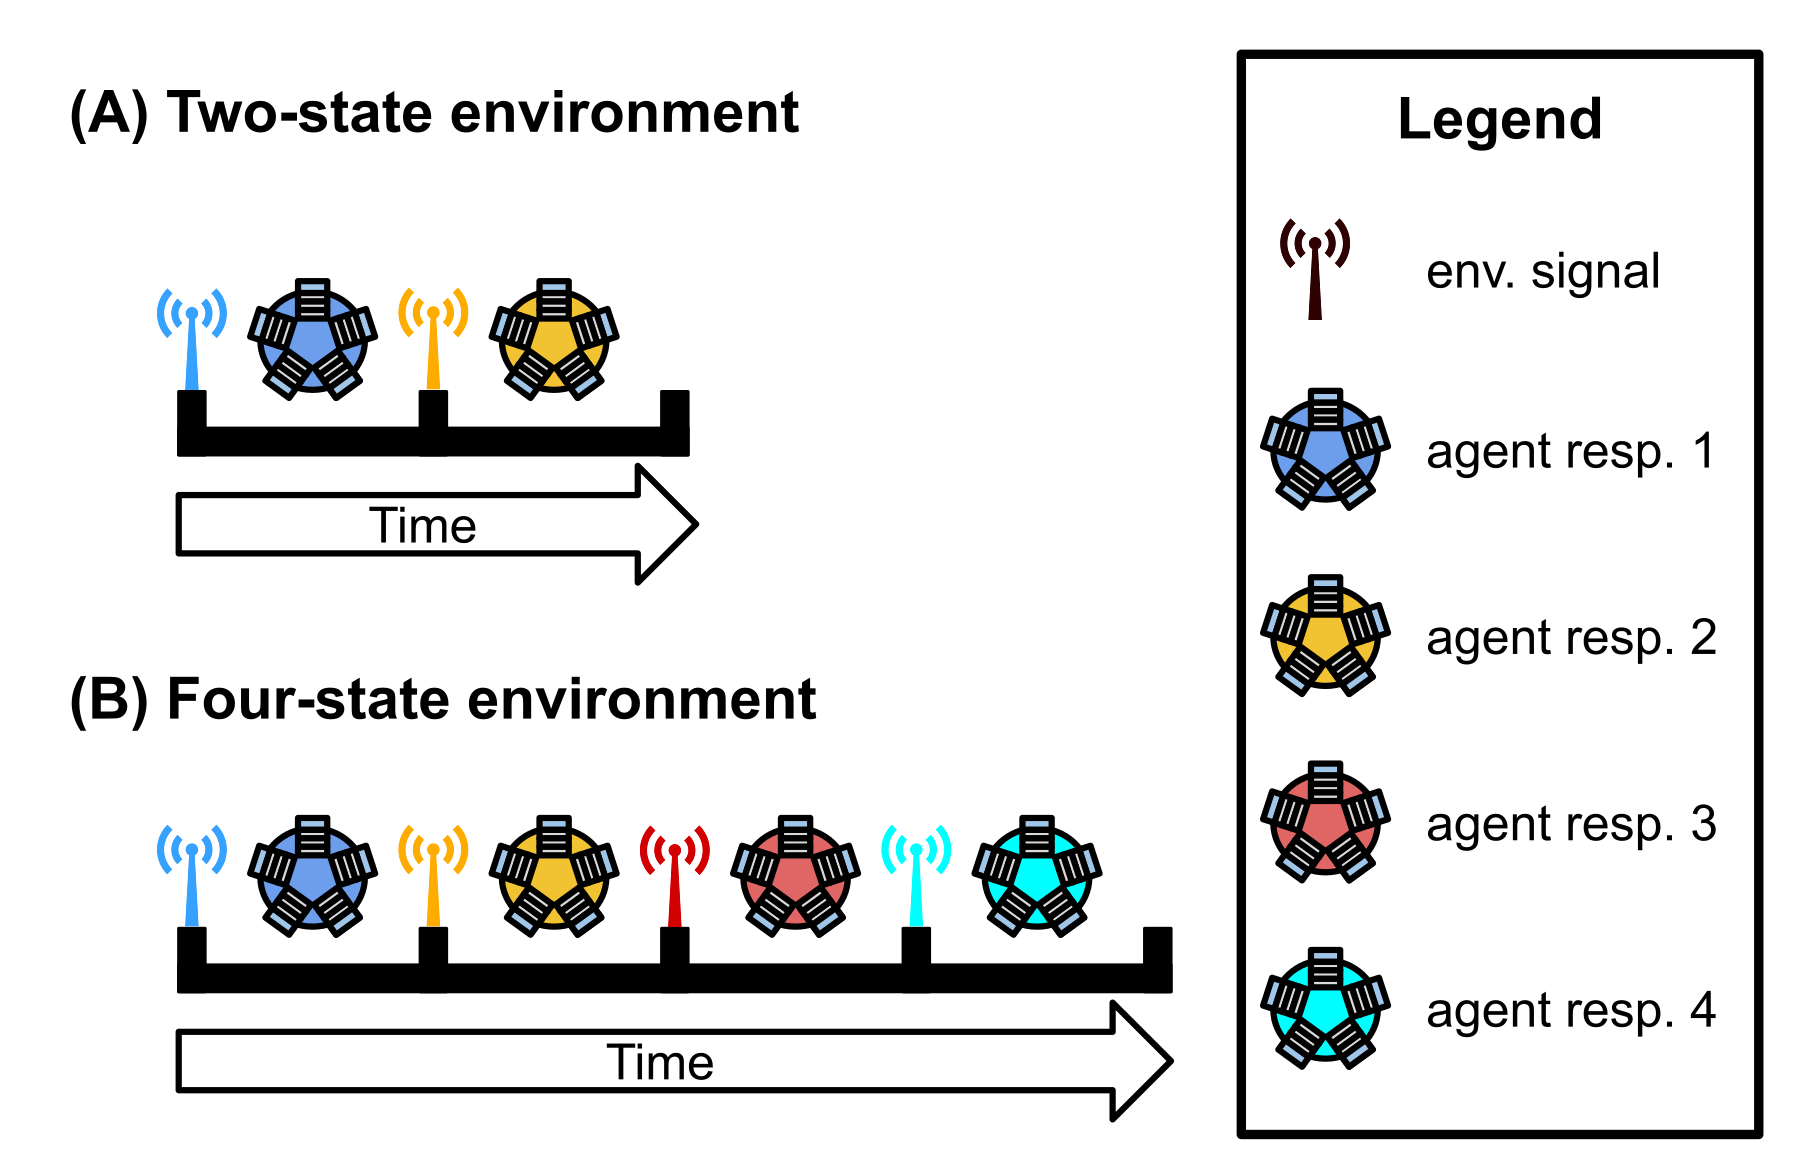 (A) Two-state environment
Time
(B) Four-state environment
Time
Legend
env. signal
agent resp. 1
agent resp. 2
agent resp. 3
agent resp. 4